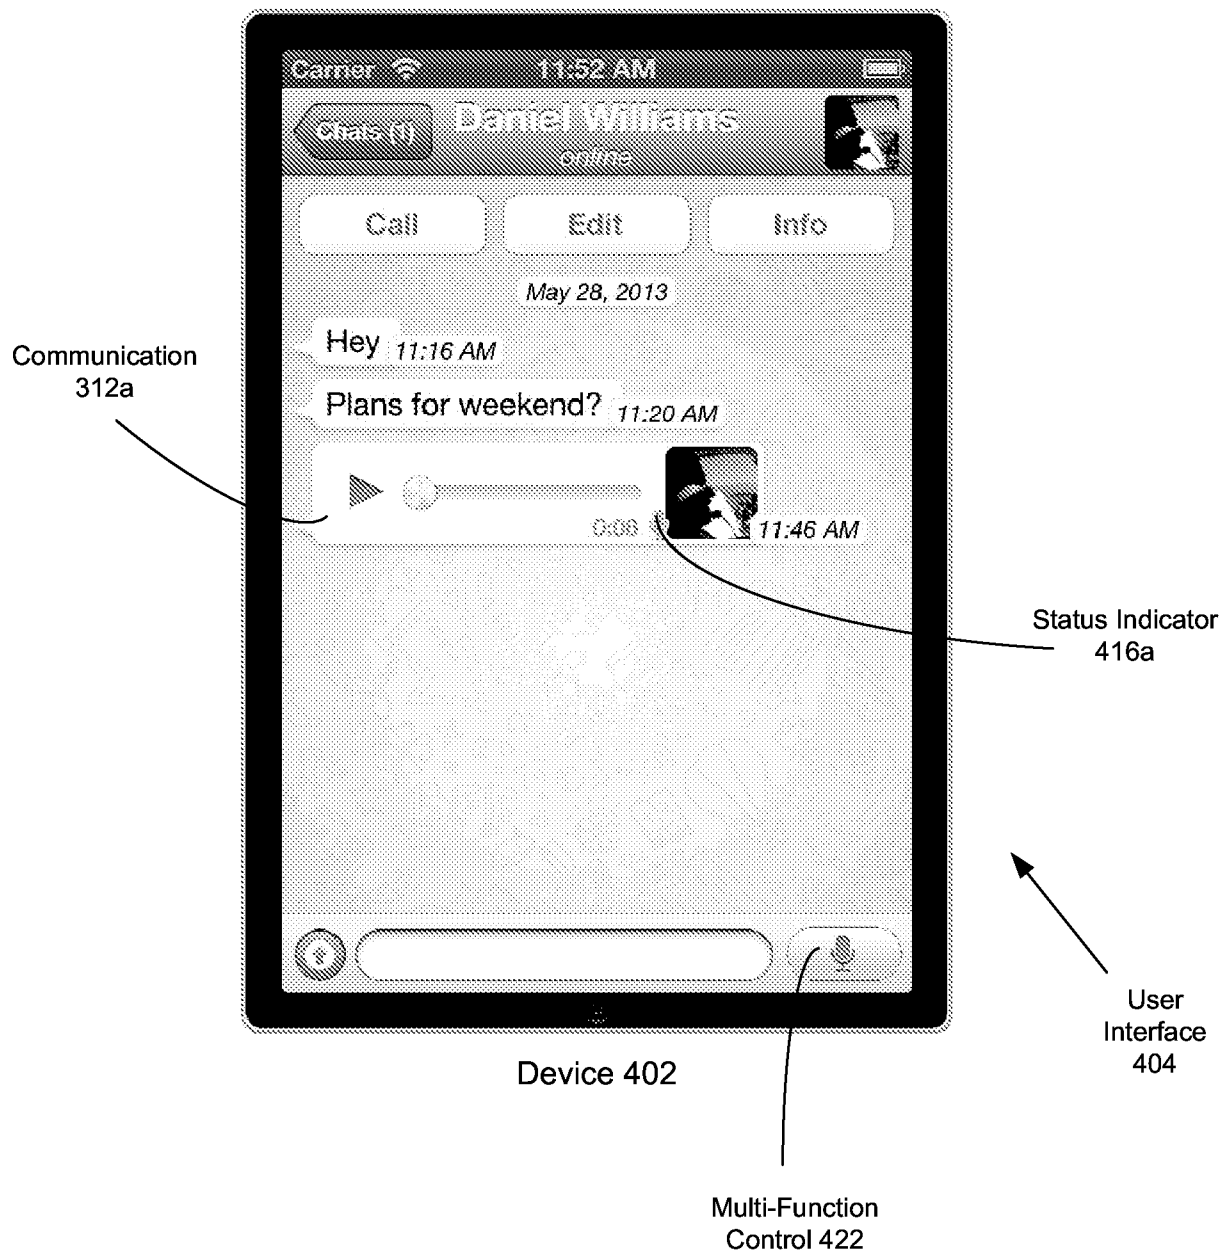 Carrier 11:52 AM
Chats (1) Daniel Williams
online
Call Edit Info
May 28, 2013
Hey 11:16 AM
Communication
312a
Plans for weekend? 11:20 AM
0:06 11:46 AM
Status Indicator
416a
User
Interface
404
Device 402
Multi-Function
Control 422